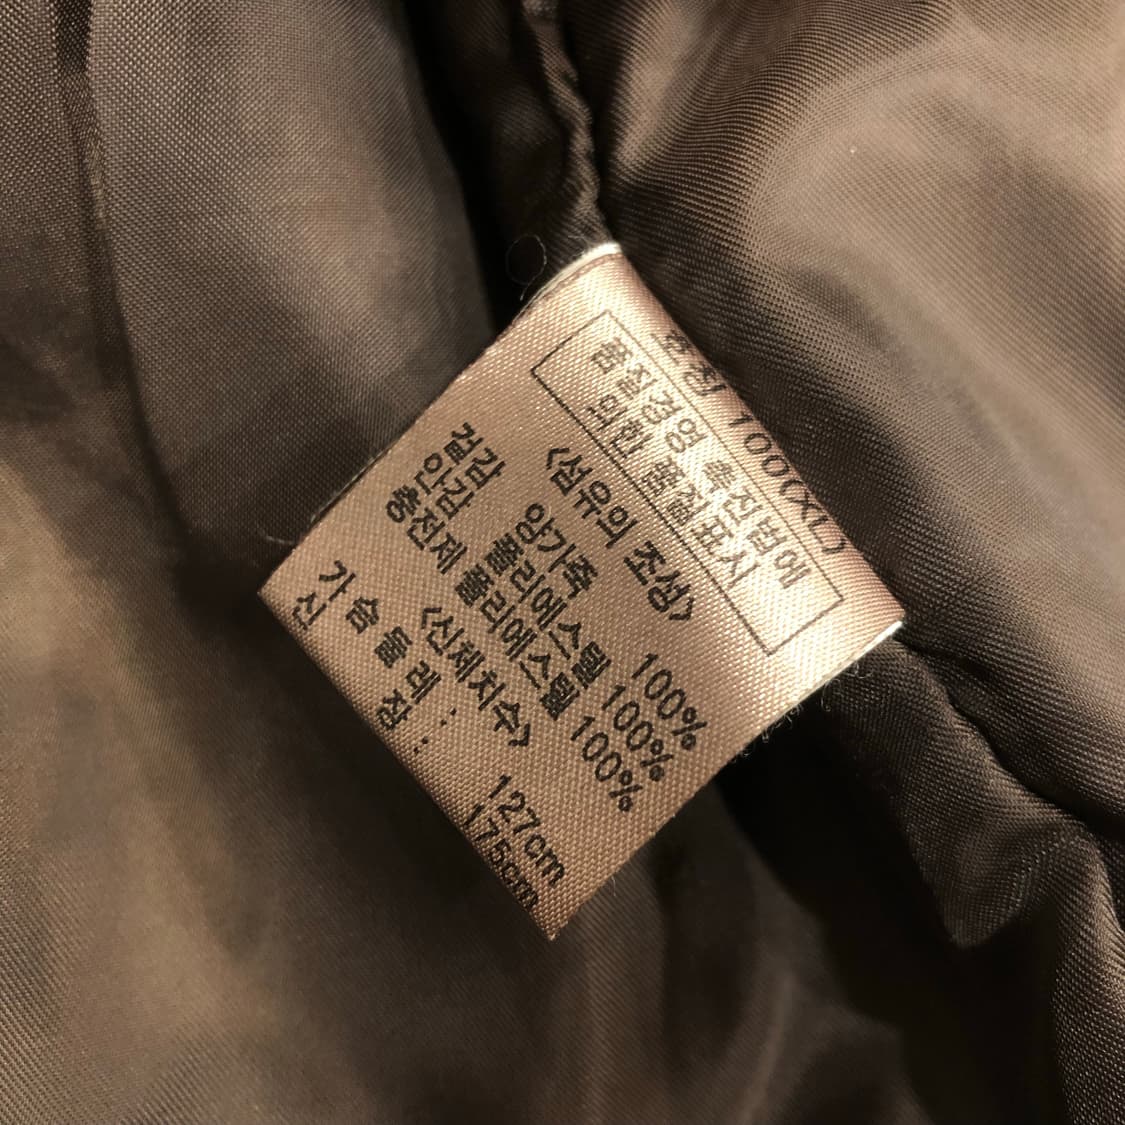 호칭 100(XL)
품질경영 촉진법에
의한 품질표시
<섬유의 조성>
겉감 양가죽 100%
안감 폴리에스텔 100%
충전제 폴리에스텔 100%
<신체치수>
가슴둘레 : 127cm
신 장 : 175cm